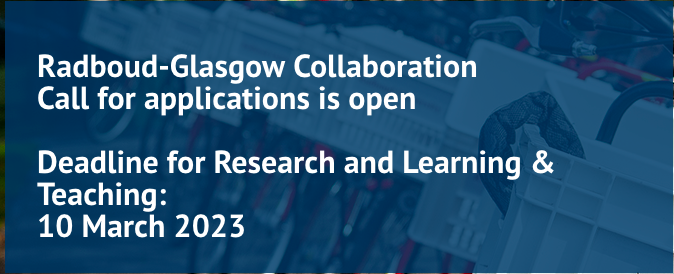 Radboud-Glasgow Collaboration
Call for applications is open
Deadline for Research and Learning &
Teaching:
10 March 2023